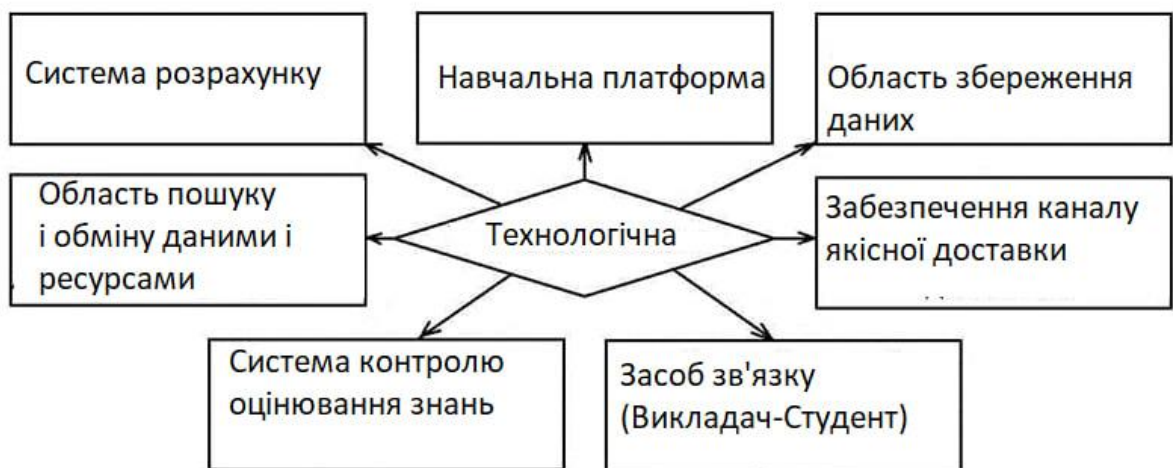 Система розрахунку
Навчальна платформа
Область збереження
даних
Область пошуку
і обміну даними і
ресурсами
Технологічна
Забезпечення каналу
якісної доставки
Система контролю
оцінювання знань
Засоб зв'язку
(Викладач-Студент)